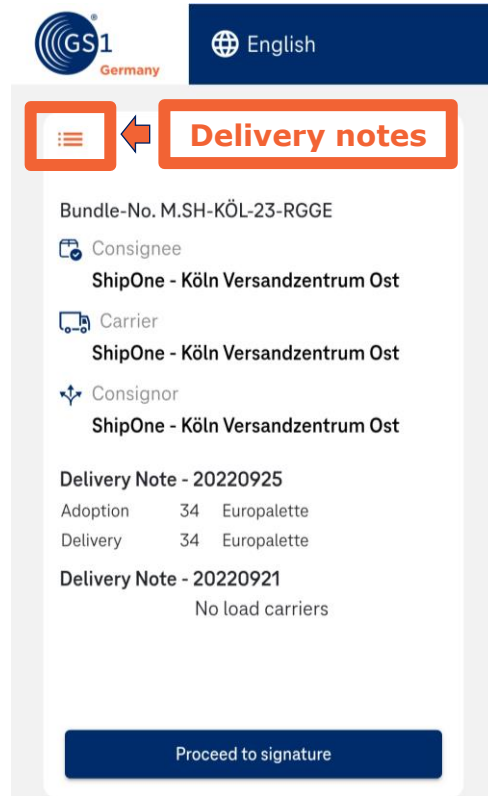 GS1
Germany
English
Delivery notes
Bundle-No. M.SH-KÖL-23-RGGE
Consignee
ShipOne - Köln Versandzentrum Ost
Carrier
ShipOne - Köln Versandzentrum Ost
Consignor
ShipOne - Köln Versandzentrum Ost
Delivery Note - 20220925
Adoption 34 Europalette
Delivery 34 Europalette
Delivery Note - 20220921
No load carriers
Proceed to signature